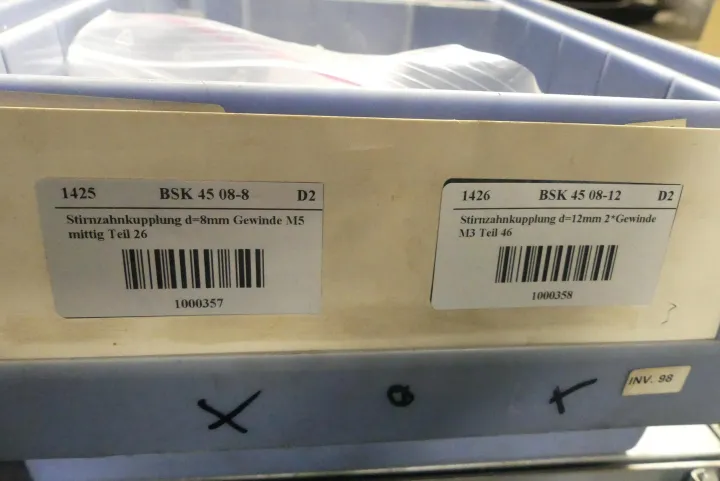 1425 BSK 45 08-8 D2
Stirnzahnkupplung d=8mm Gewinde M5
mittig Teil 26
1000357
1426 BSK 45 08-12 D2
Stirnzahnkupplung d=12mm 2*Gewinde
M3 Teil 46
1000358
INV. 98